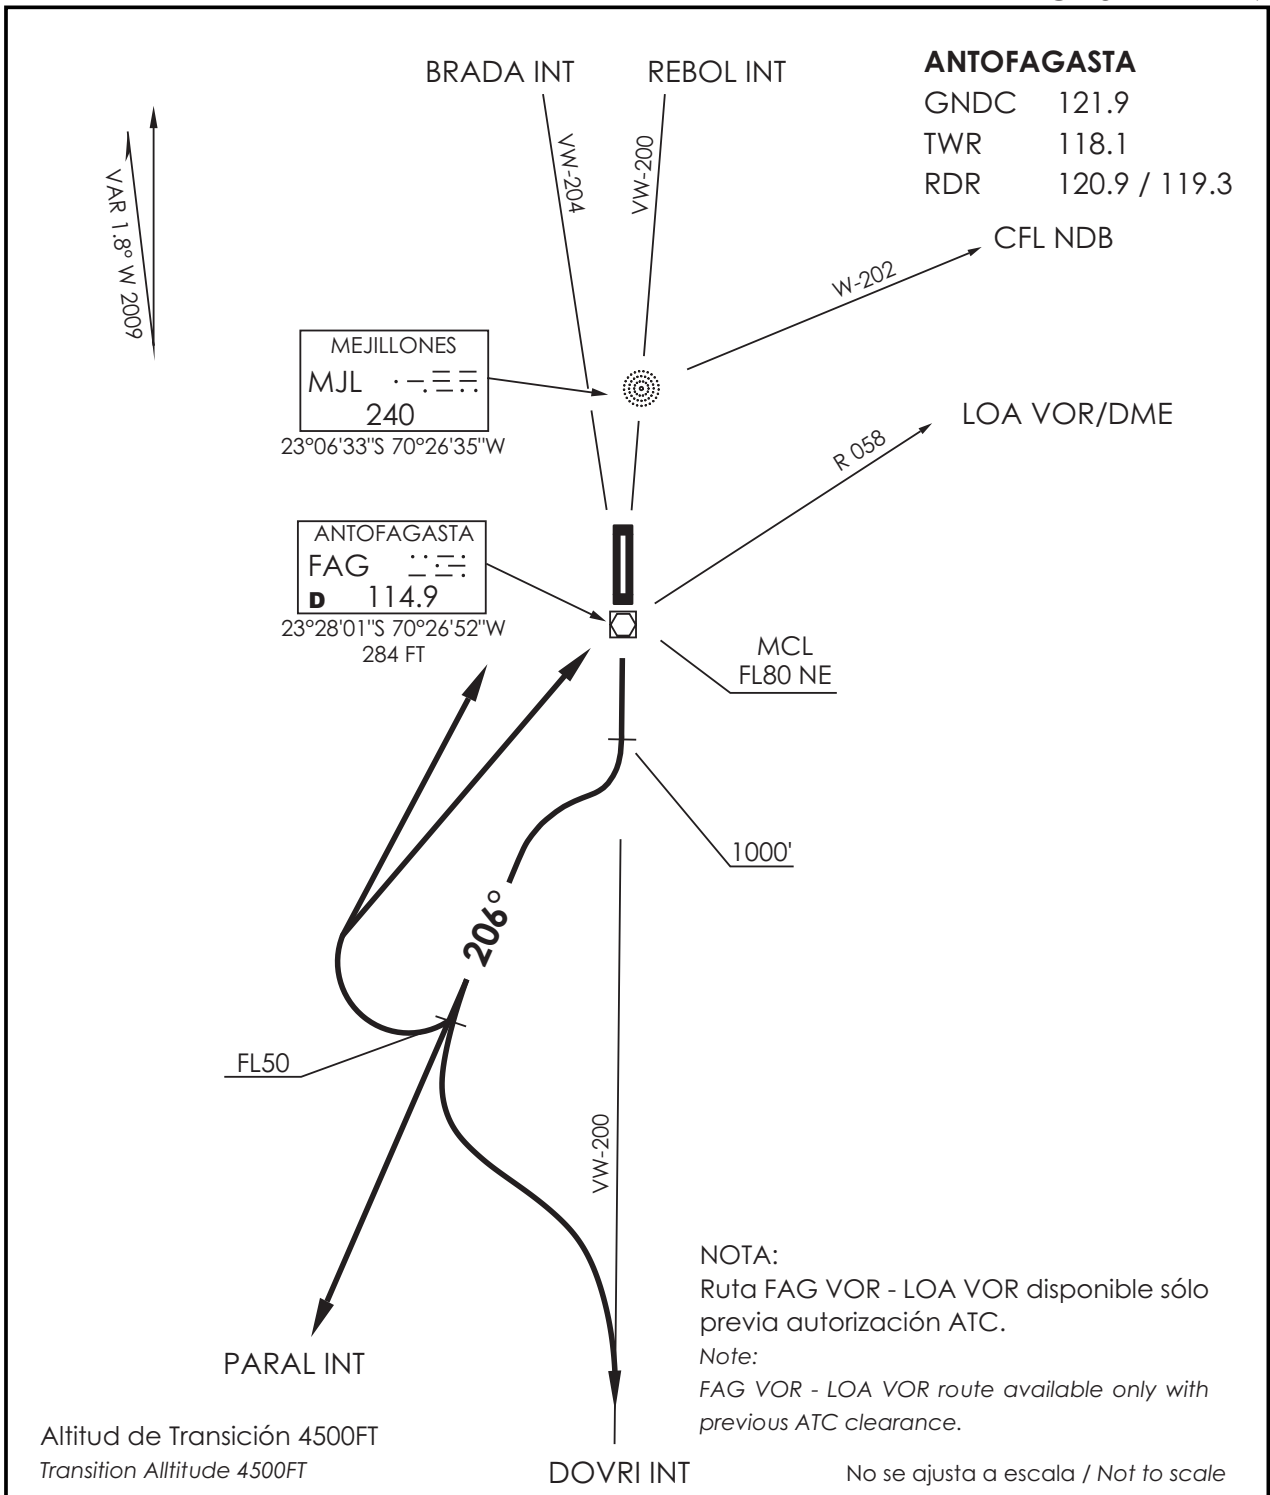 BRADA INT
REBOL INT
ANTOFAGASTA
GNDC 121.9
TWR 118.1
RDR 120.9 / 119.3
VAR 1.8° W 2009
VW-204
VW-200
W-202
CFL NDB
MEJILLONES
MJL
240
23°06'33"S 70°26'35"W
R 058
LOA VOR/DME
ANTOFAGASTA
FAG
D 114.9
23°28'01"S 70°26'52"W
284 FT
MCL
FL80 NE
1000'
206°
FL50
VW-200
PARAL INT
DOVRI INT
NOTA:
Ruta FAG VOR - LOA VOR disponible sólo
previa autorización ATC.
Note:
FAG VOR - LOA VOR route available only with
previous ATC clearance.
Altitud de Transición 4500FT
Transition Alltitude 4500FT
No se ajusta a escala / Not to scale